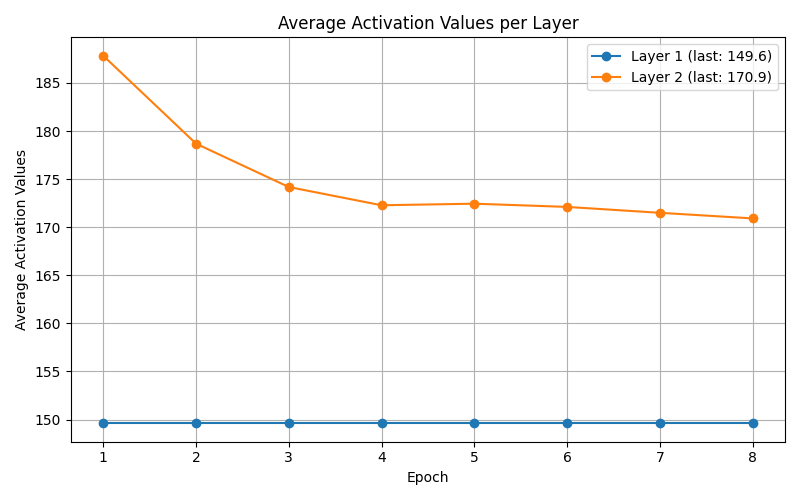 Average Activation Values per Layer
Layer 1 (last: 149.6)
Layer 2 (last: 170.9)
Average Activation Values
185
180
175
170
165
160
155
150
1 2 3 4 5 6 7 8
Epoch